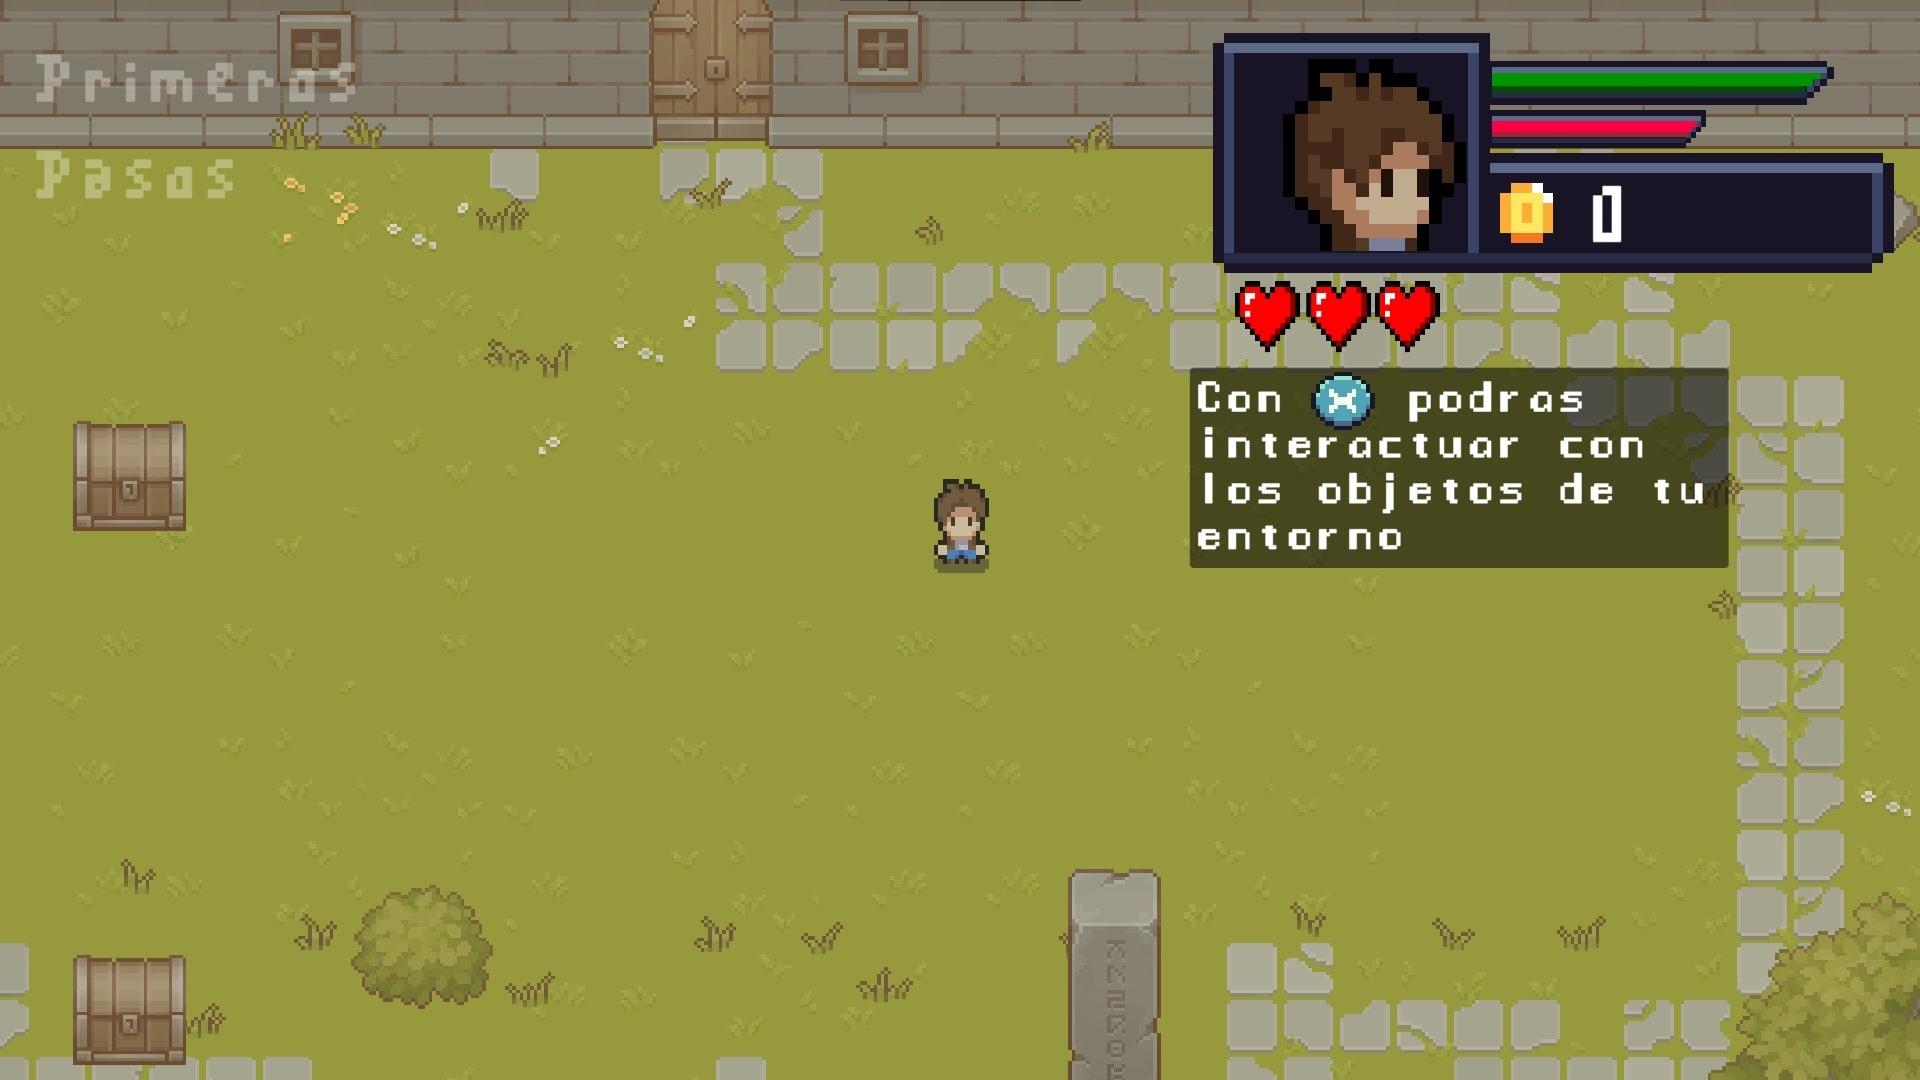 Primeros
Pasos
0
Con X podras
interactuar con
los objetos de tu
entorno